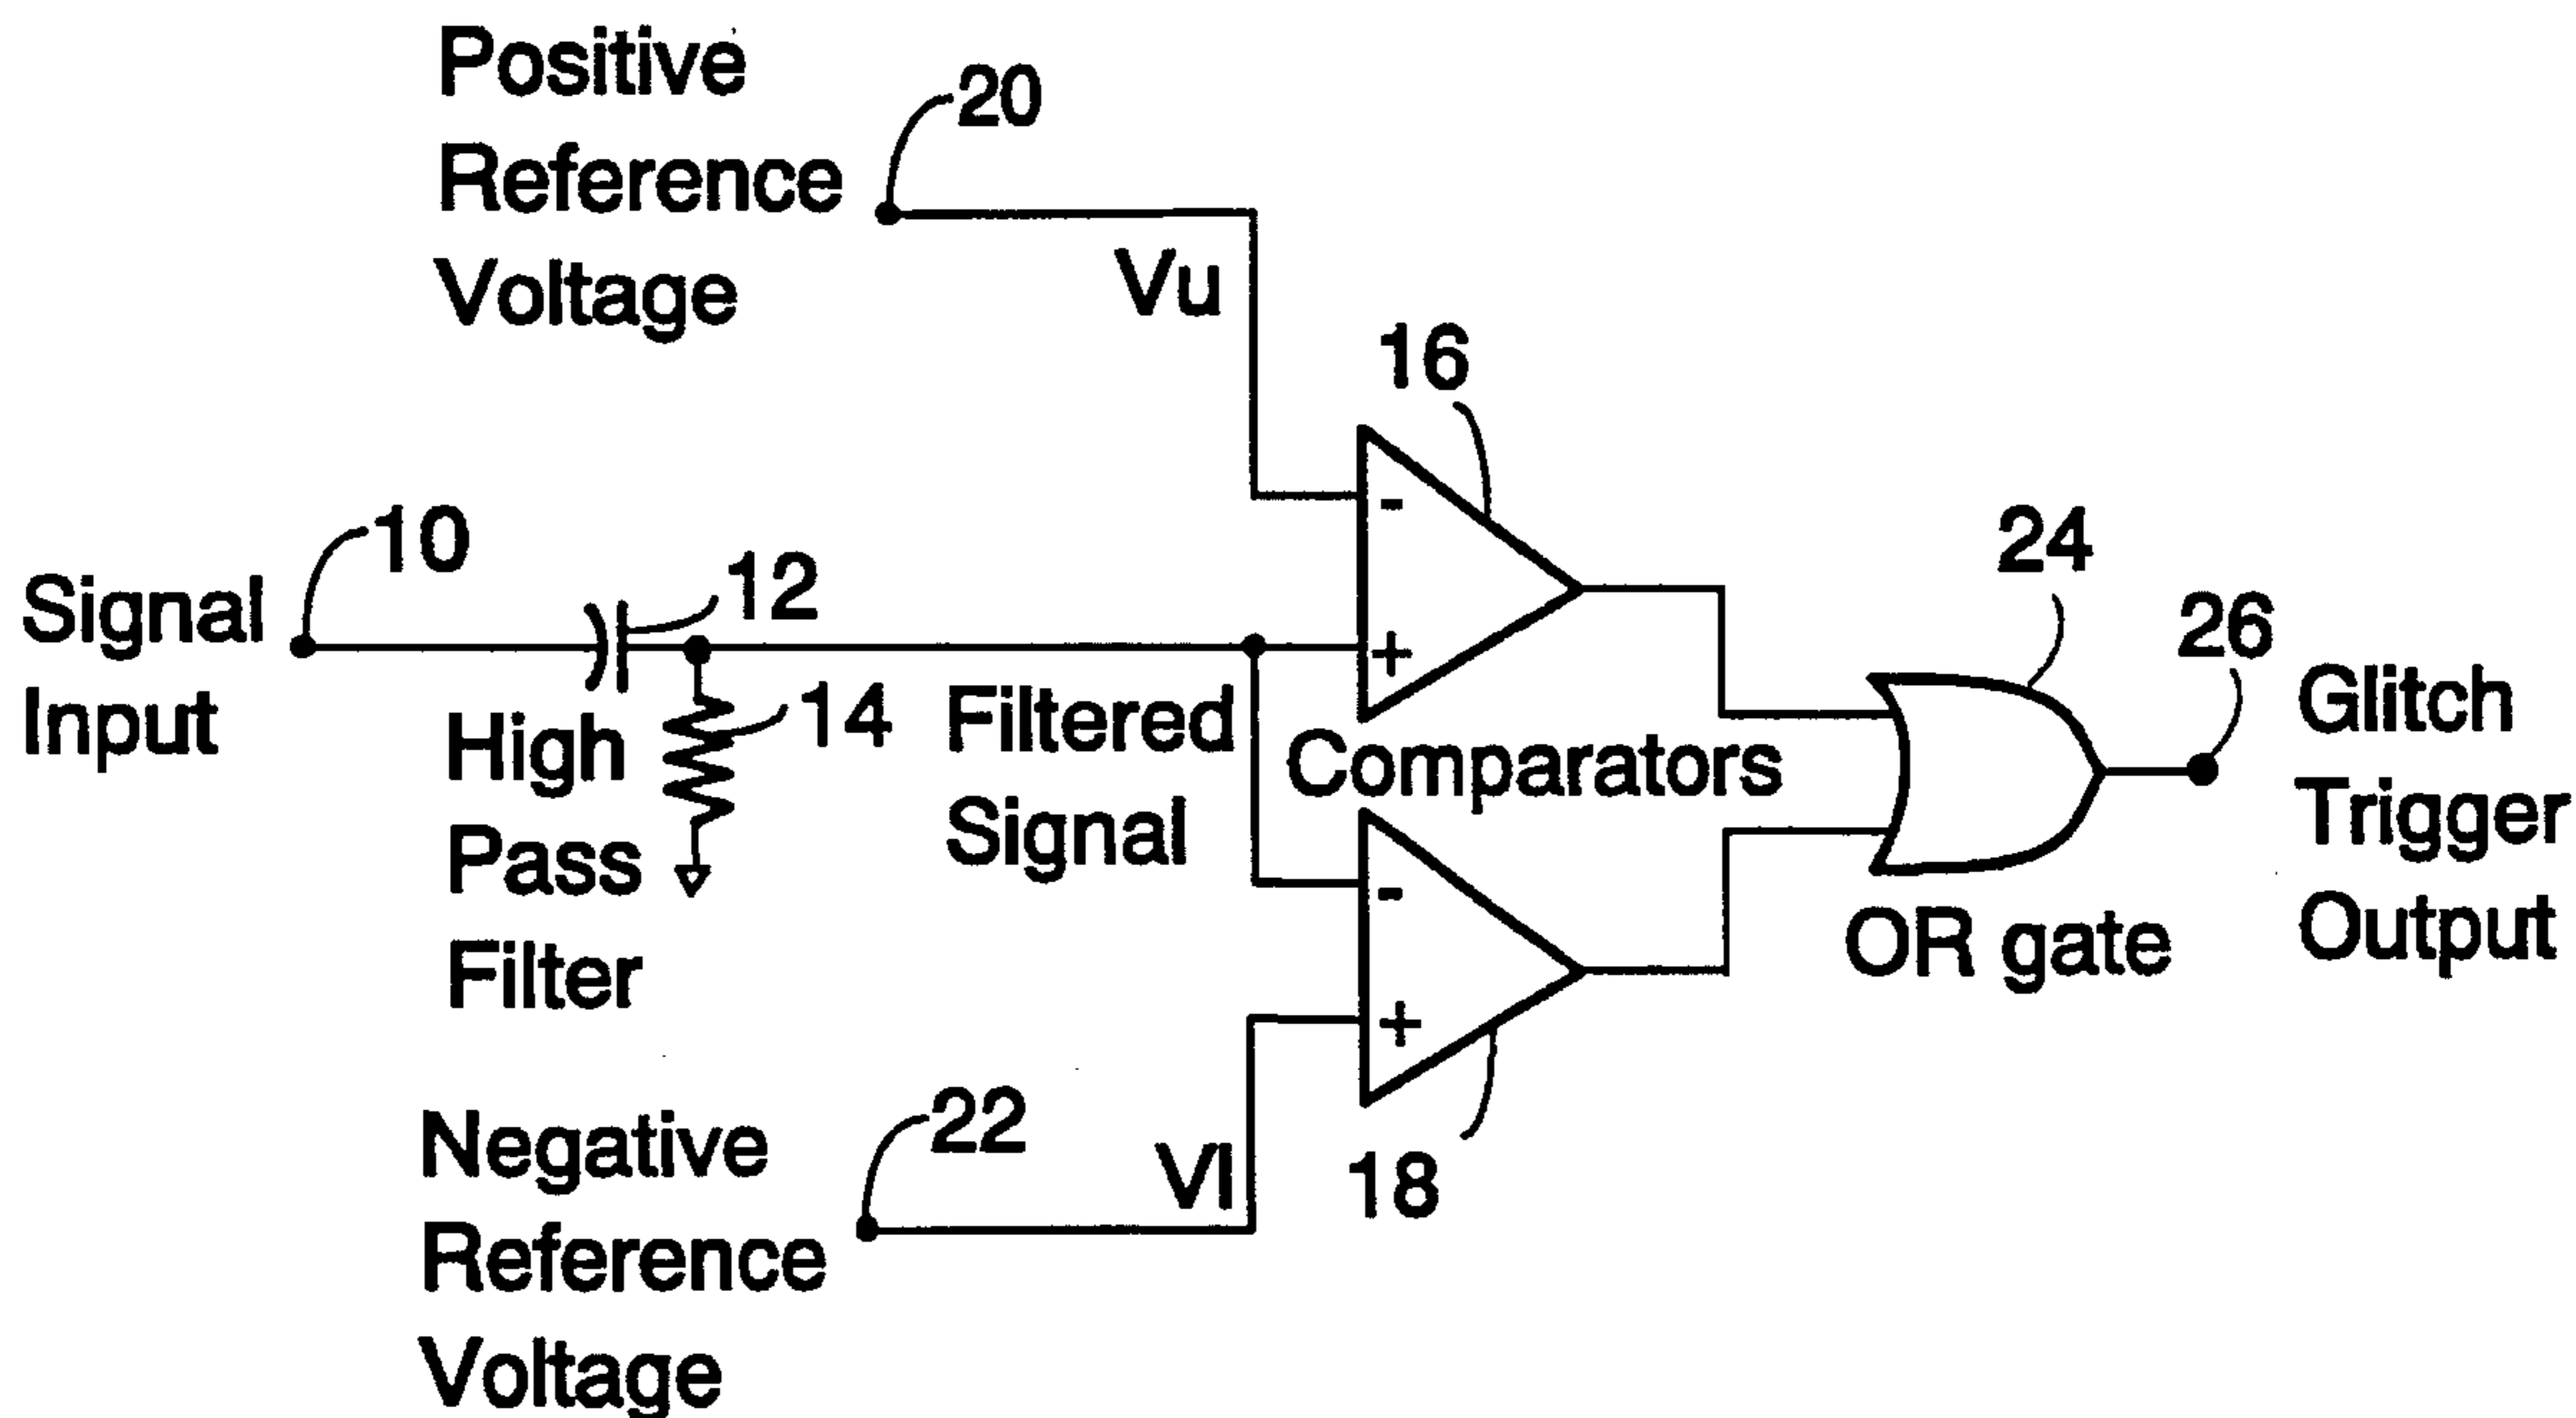 Positive
Reference
Voltage
20
Vu
16
-
+
10
Signal
Input
12
14
High
Pass
Filter
Filtered
Signal
Comparators
-
+
18
24
OR gate
26
Glitch
Trigger
Output
22
Vl
Negative
Reference
Voltage